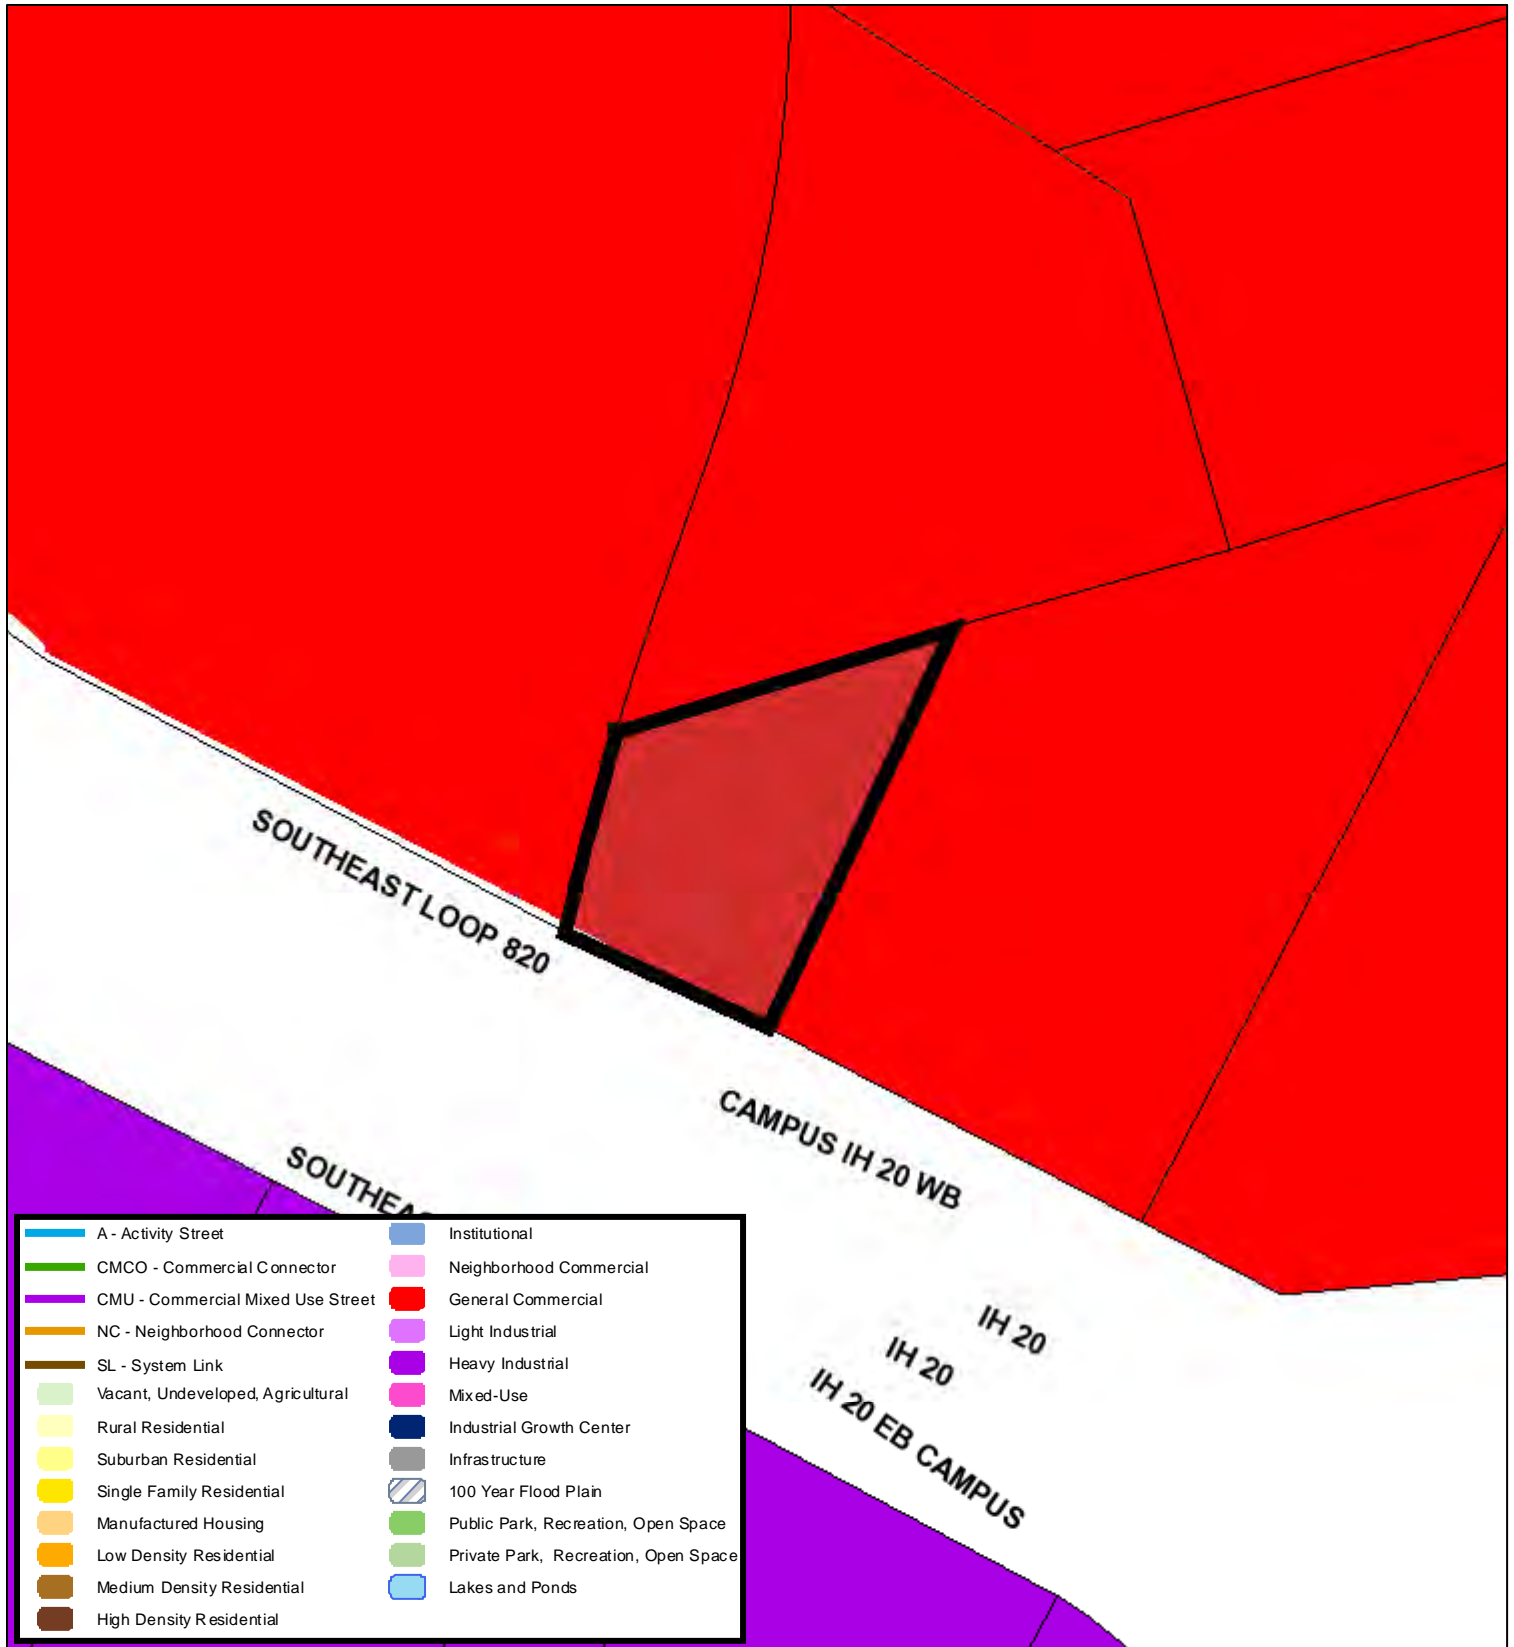 SOUTHEAST LOOP 820
CAMPUS IH 20 WB
IH 20
IH 20
IH 20 EB CAMPUS
A - Activity Street
CMCO - Commercial Connector
CMU - Commercial Mixed Use Street
NC - Neighborhood Connector
SL - System Link
Vacant, Undeveloped, Agricultural
Rural Residential
Suburban Residential
Single Family Residential
Manufactured Housing
Low Density Residential
Medium Density Residential
High Density Residential
Institutional
Neighborhood Commercial
General Commercial
Light Industrial
Heavy Industrial
Mixed-Use
Industrial Growth Center
Infrastructure
100 Year Flood Plain
Public Park, Recreation, Open Space
Private Park, Recreation, Open Space
Lakes and Ponds